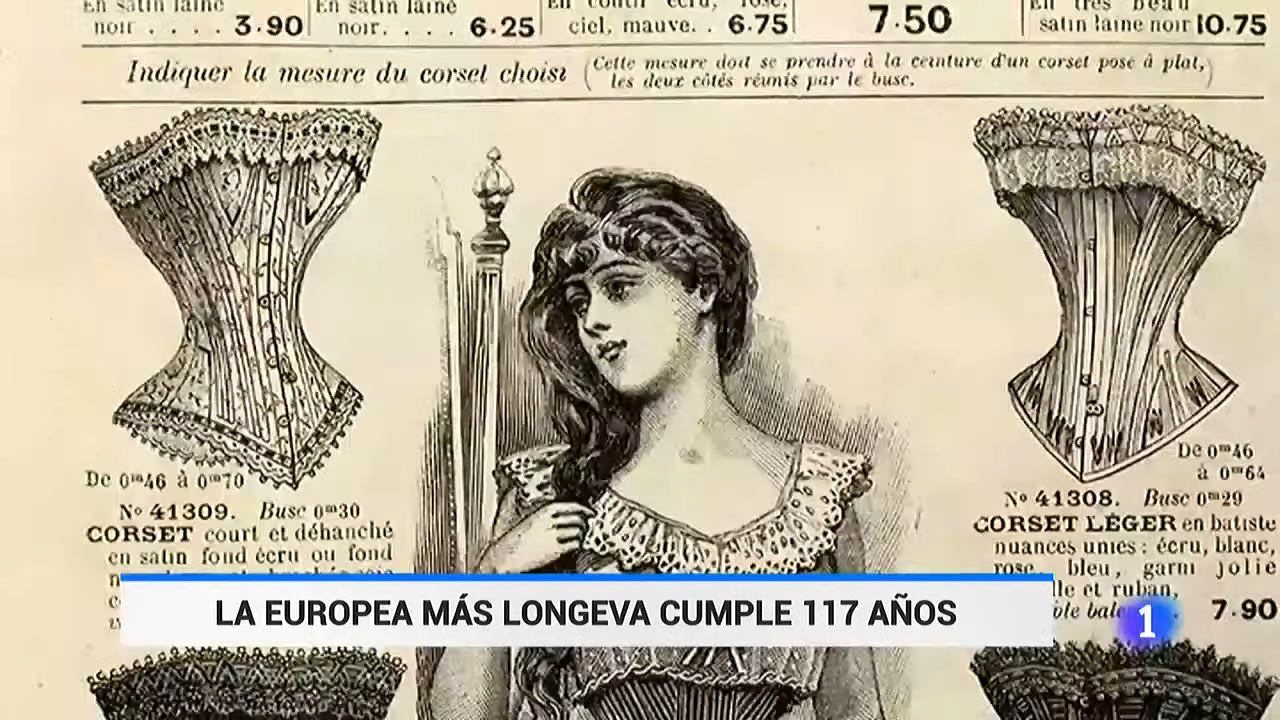 En satin laine
noir . . . . 3.90
En satin laine
noir. . . . . 6.25
En coutil écru, rose,
ciel, mauve. . 6.75
7.50
En très beau
satin laine noir 10.75
Indiquer la mesure du corset choisi
(Cette mesure doit se prendre à la ceinture d'un corset posé à plat,
les deux côtés réunis par le busc.)
De 0m46 à 0m70
No 41309. Busc 0m30
CORSET court et déhanché
en satin fond écru ou fond
De 0m46
à 0m64
No 41308. Busc 0m29
CORSET LÉGER en batiste
nuances unies : écru, blanc,
rose, bleu, garni jolie
lle et ruban,
7.90
LA EUROPEA MÁS LONGEVA CUMPLE 117 AÑOS
1